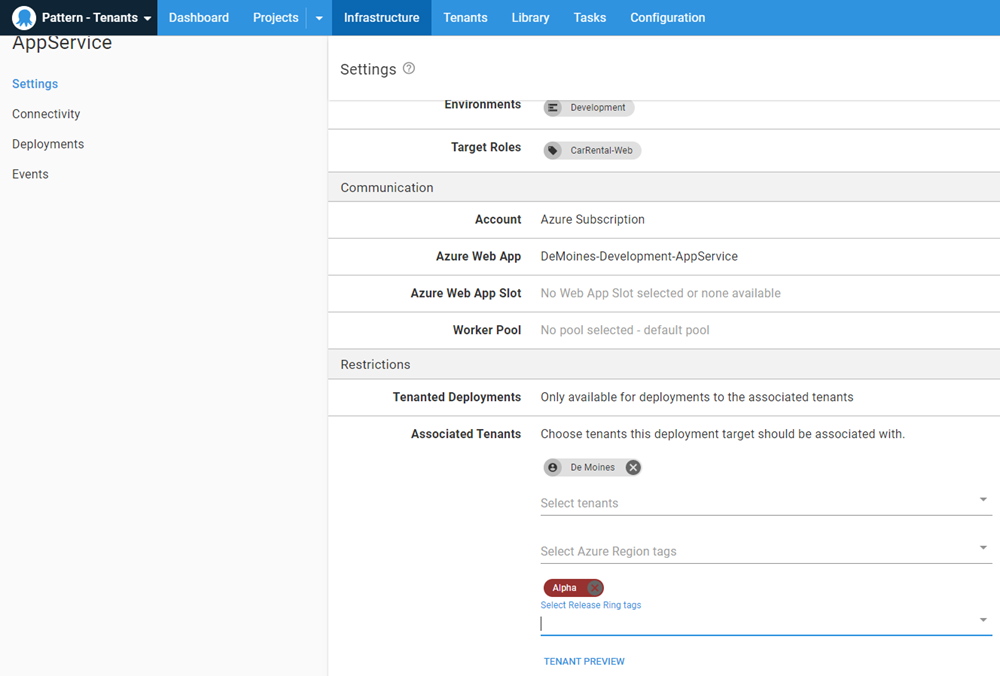 Pattern - Tenants Dashboard Projects Infrastructure Tenants Library Tasks Configuration
AppService
Settings
Connectivity
Deployments
Events
Settings ?
Environments Development
Target Roles CarRental-Web
Communication
Account Azure Subscription
Azure Web App DeMoines-Development-AppService
Azure Web App Slot No Web App Slot selected or none available
Worker Pool No pool selected - default pool
Restrictions
Tenanted Deployments Only available for deployments to the associated tenants
Associated Tenants Choose tenants this deployment target should be associated with.
De Moines
Select tenants
Select Azure Region tags
Alpha
Select Release Ring tags
TENANT PREVIEW